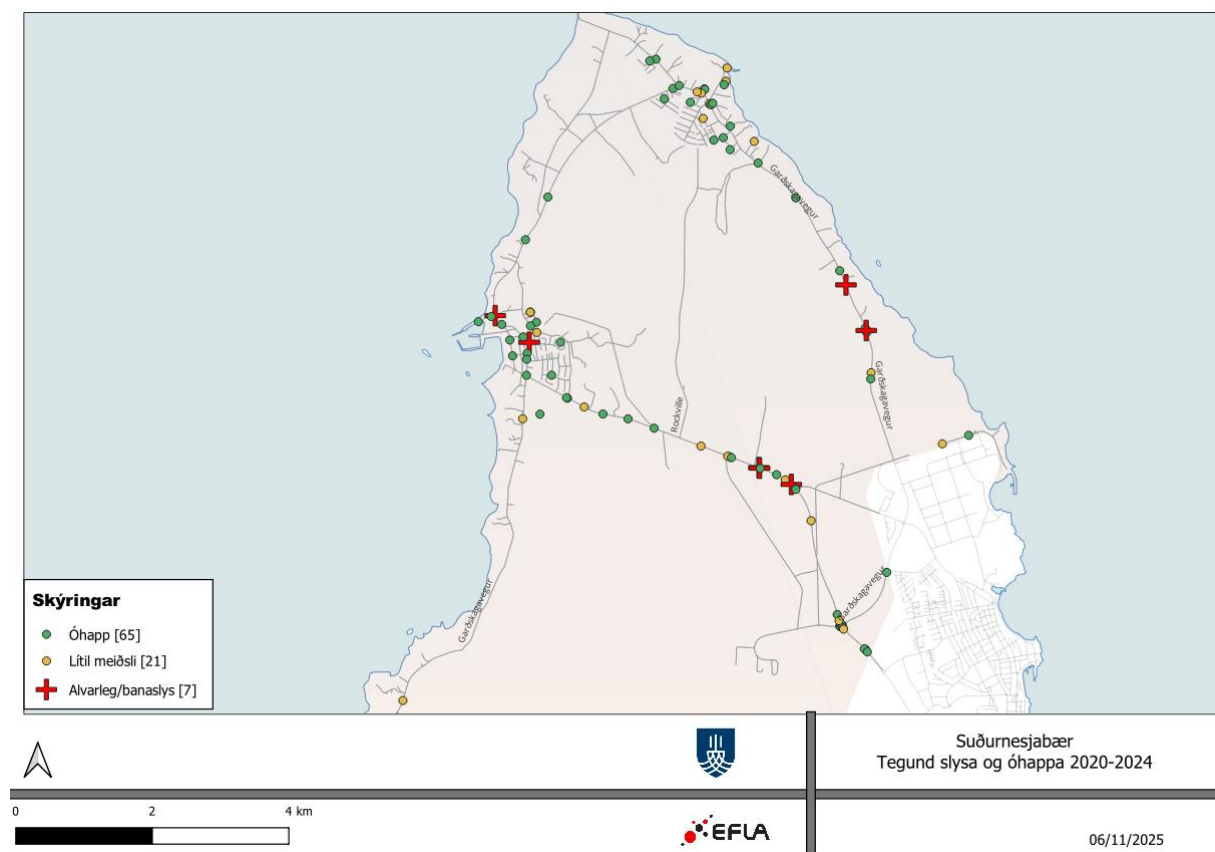 Garðskagavegur
Garðskagavegur
Rockville
Garðskagavegur
Garðskagavegur
Skýringar
Óhapp [65]
Lítil meiðsli [21]
Alvarleg/banaslys [7]
Suðurnesjabær
Tegund slysa og óhappa 2020-2024
0 2 4 km
EFLA
06/11/2025